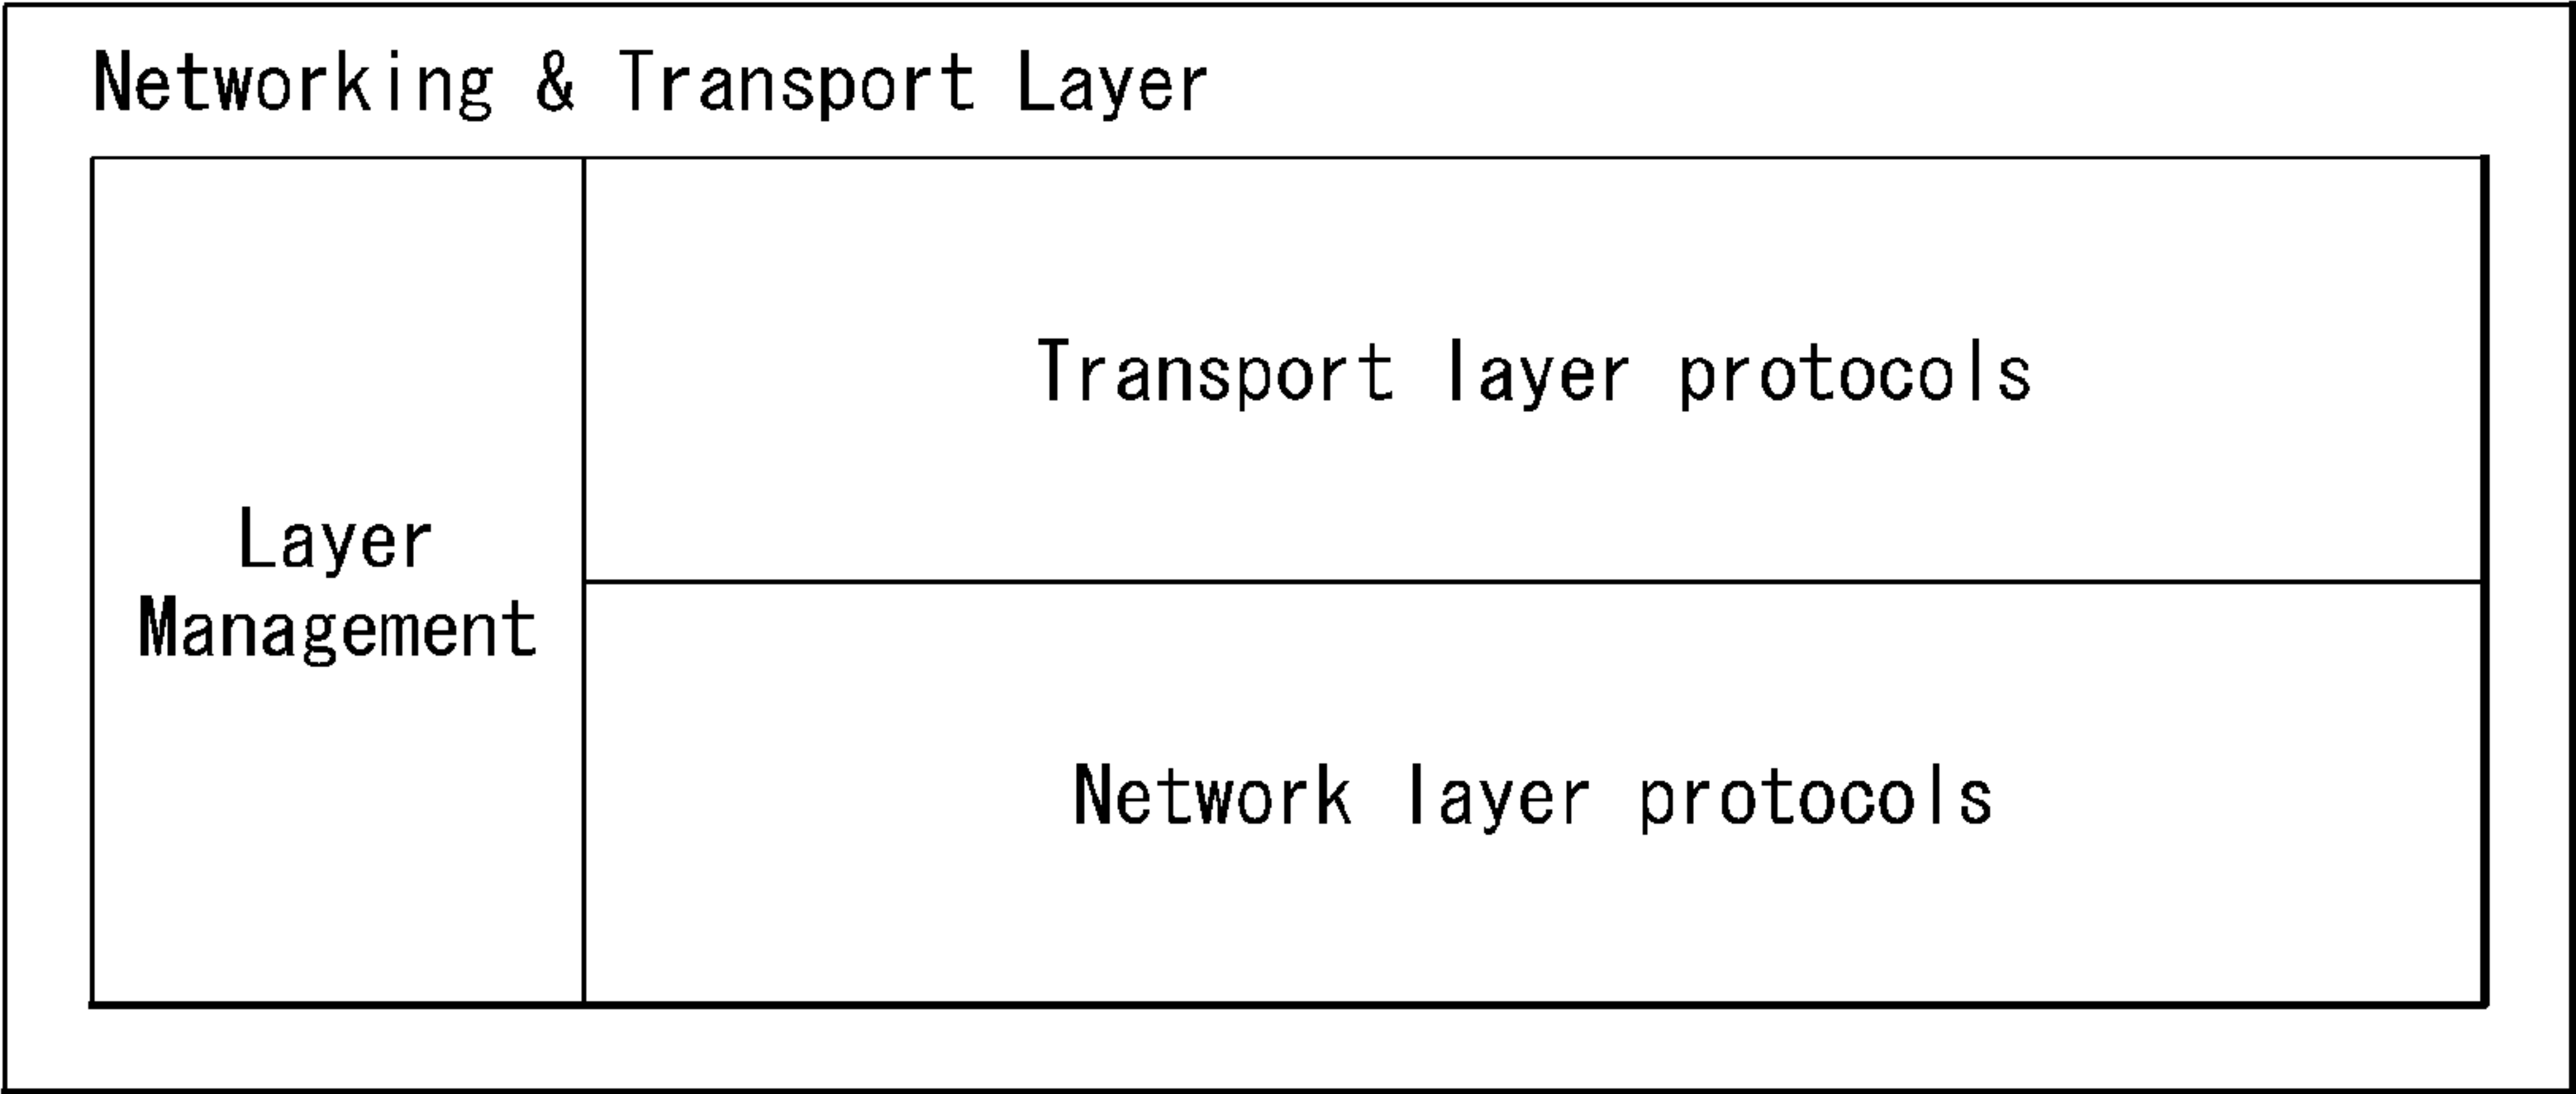 Networking & Transport Layer
Transport layer protocols
Layer
Management
Network layer protocols